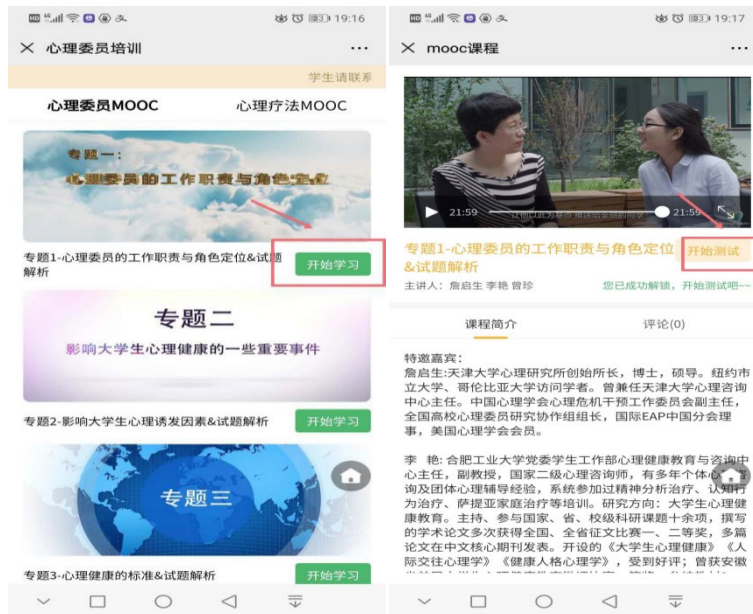 19:16
心理委员培训
学生请联系
心理委员MOOC
心理疗法MOOC
专题一：
心理委员的工作职责与角色定位
专题1-心理委员的工作职责与角色定位&试题
解析
开始学习
专题二
影响大学生心理健康的一些重要事件
专题2-影响大学生心理诱发因素&试题解析
开始学习
专题三
专题3-心理健康的标准&试题解析
开始学习
19:17
mooc课程
21:59
21:59
专题1-心理委员的工作职责与角色定位
&试题解析
开始测试
主讲人：詹启生 李艳 曾珍
您已成功解锁，开始测试吧~~
课程简介
评论(0)
特邀嘉宾：
詹启生:天津大学心理研究所创始所长，博士，硕导。纽约市
立大学、哥伦比亚大学访问学者。曾兼任天津大学心理咨询
中心主任。中国心理学会心理危机干预工作委员会副主任，
全国高校心理委员研究协作组组长，国际EAP中国分会理
事，美国心理学会会员。
李 艳: 合肥工业大学党委学生工作部心理健康教育与咨询中
心主任，副教授，国家二级心理咨询师，有多年个体心
询及团体心理辅导经验，系统参加过精神分析治疗、认知行
为治疗、萨提亚家庭治疗等培训。研究方向：大学生心理健
康教育。主持、参与国家、省、校级科研课题十余项，撰写
的学术论文多次获得全国、全省征文比赛一、二等奖，多篇
论文在中文核心期刊发表。开设的《大学生心理健康》《人
际交往心理学》《健康人格心理学》，受到好评；曾获安徽